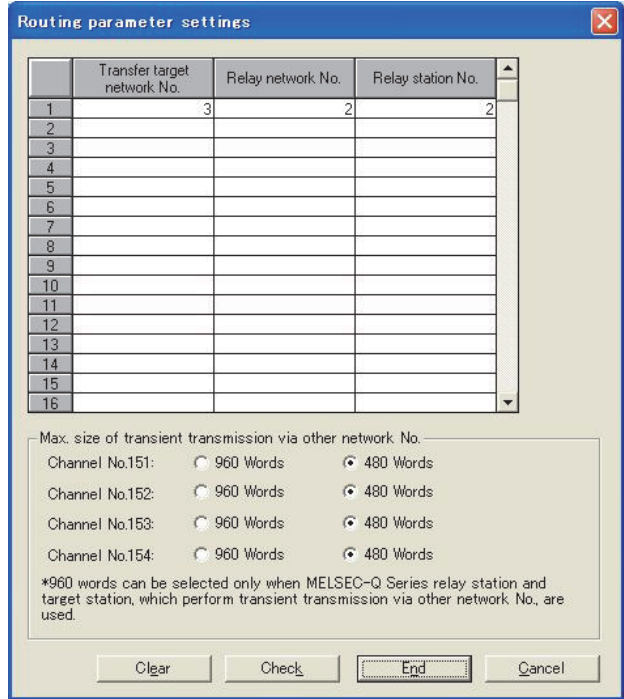 Routing parameter settings
Transfer target network No. Relay network No. Relay station No.
1 3 2 2
2
3
4
5
6
7
8
9
10
11
12
13
14
15
16
Max. size of transient transmission via other network No.
Channel No.151: 960 Words 480 Words
Channel No.152: 960 Words 480 Words
Channel No.153: 960 Words 480 Words
Channel No.154: 960 Words 480 Words
*960 words can be selected only when MELSEC-Q Series relay station and
target station, which perform transient transmission via other network No., are
used.
Clear Check End Cancel